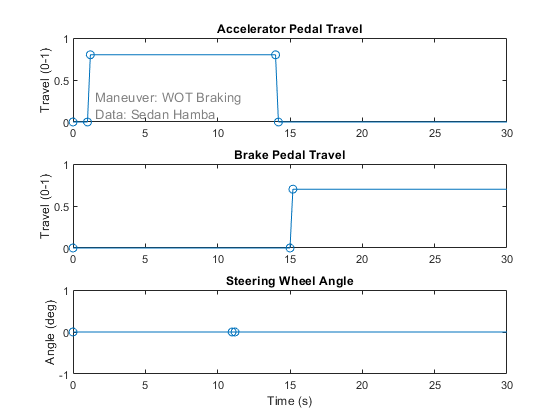 Accelerator Pedal Travel
Travel (0-1)
1
0.5
0
Maneuver: WOT Braking
Data: Sedan Hamba
0 5 10 15 20 25 30
Brake Pedal Travel
Travel (0-1)
1
0.5
0
0 5 10 15 20 25 30
Steering Wheel Angle
Angle (deg)
1
0
-1
0 5 10 15 20 25 30
Time (s)